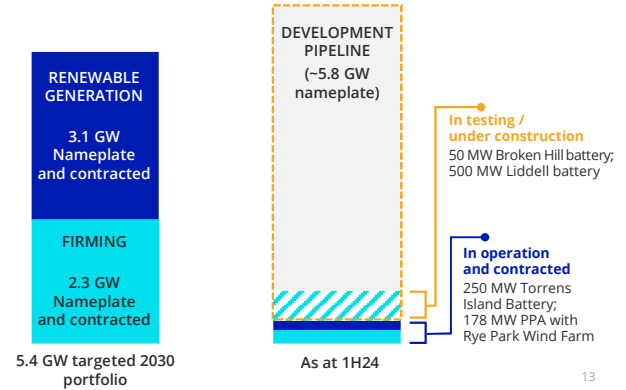 RENEWABLE
GENERATION
3.1 GW
Nameplate
and contracted
FIRMING
2.3 GW
Nameplate
and contracted
5.4 GW targeted 2030
portfolio
DEVELOPMENT
PIPELINE
(~5.8 GW
nameplate)
As at 1H24
In testing /
under construction
50 MW Broken Hill battery;
500 MW Liddell battery
In operation
and contracted
250 MW Torrens
Island Battery;
178 MW PPA with
Rye Park Wind Farm
13